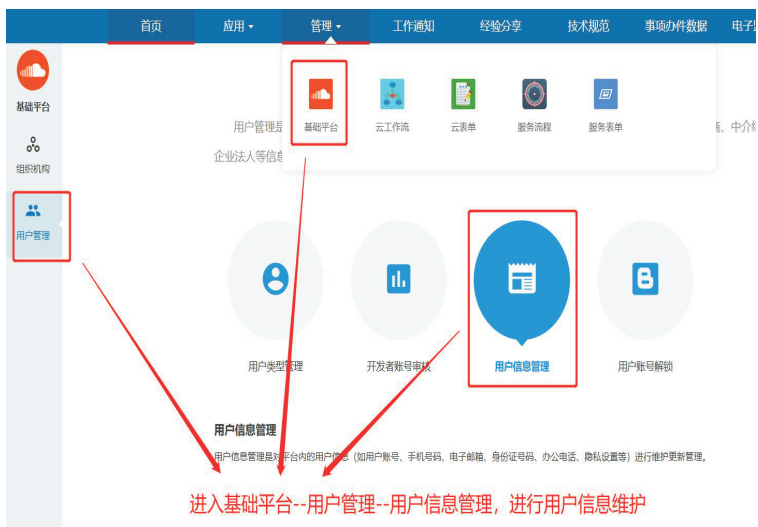 首页 应用 管理 工作通知 经验分享 技术规范 事项办件数据
基础平台
组织机构
用户管理
基础平台 云工作流 云表单 服务流程 服务表单
用户管理是
、中介
企业法人等信息
用户类型管理 开发者账号审核 用户信息管理 用户账号解锁
用户信息管理
用户信息管理是对平台内的用户信息（如用户账号、手机号码、电子邮箱、身份证号码、办公电话、隐私设置等）进行维护更新管理。
进入基础平台--用户管理--用户信息管理，进行用户信息维护